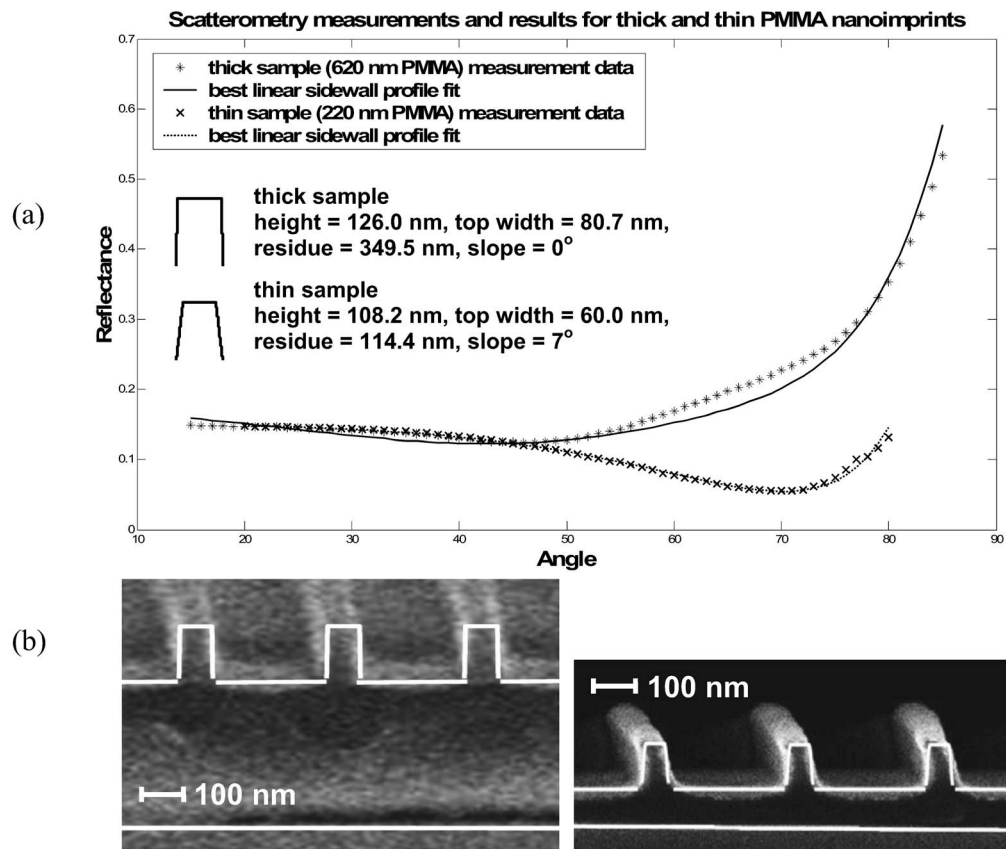 Scatterometry measurements and results for thick and thin PMMA nanoimprints
(a)
0.7
0.6
0.5
0.4
0.3
0.2
0.1
0
Reflectance
thick sample (620 nm PMMA) measurement data
best linear sidewall profile fit
thin sample (220 nm PMMA) measurement data
best linear sidewall profile fit
thick sample
height = 126.0 nm, top width = 80.7 nm,
residue = 349.5 nm, slope = 0°
thin sample
height = 108.2 nm, top width = 60.0 nm,
residue = 114.4 nm, slope = 7°
10 20 30 40 50 60 70 80 90
Angle
(b)
100 nm
100 nm